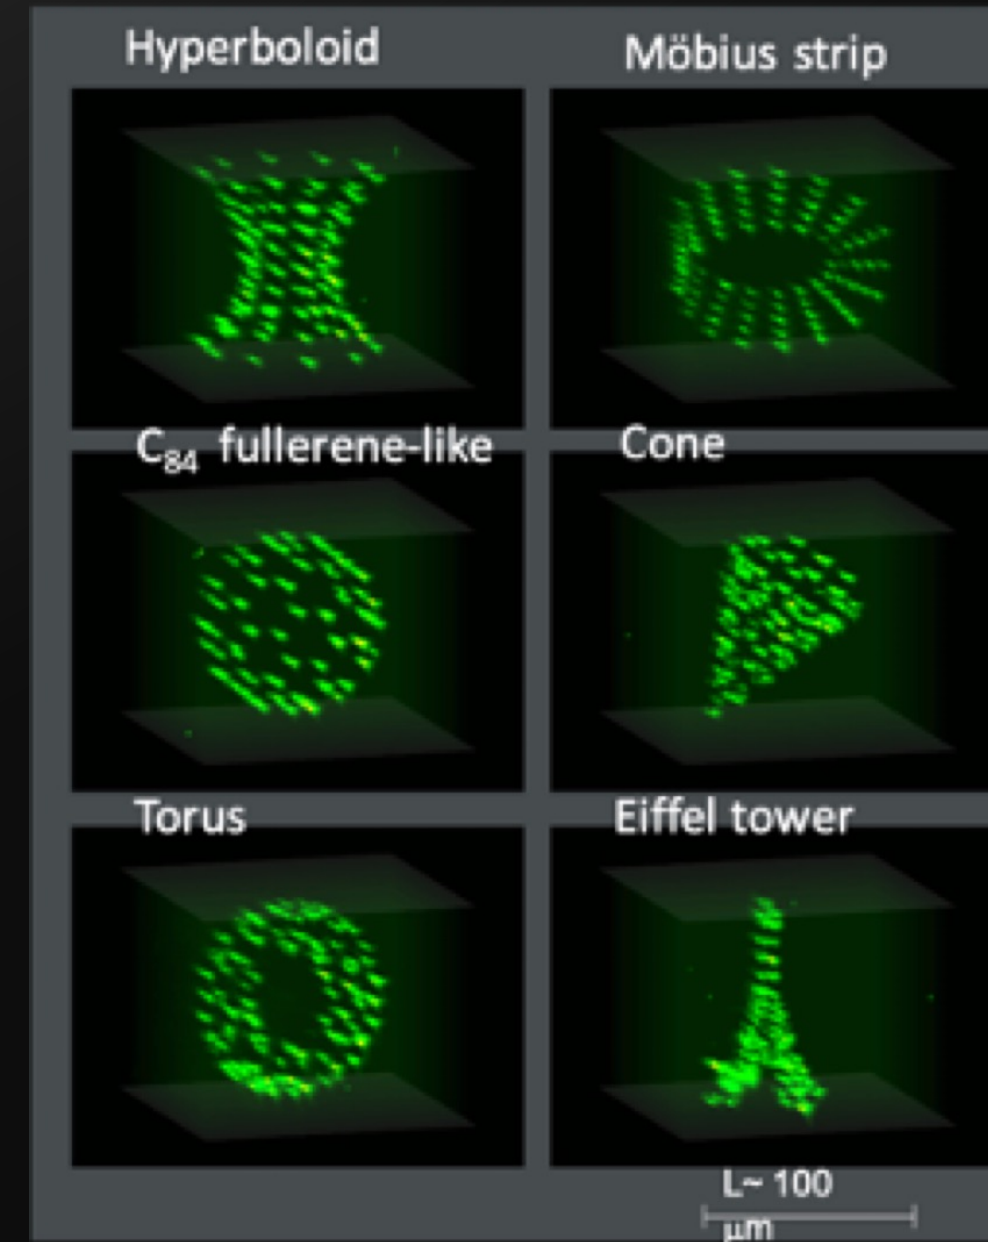 Hyperboloid
Möbius strip
C₈₄ fullerene-like
Cone
Torus
Eiffel tower
L~ 100
µm